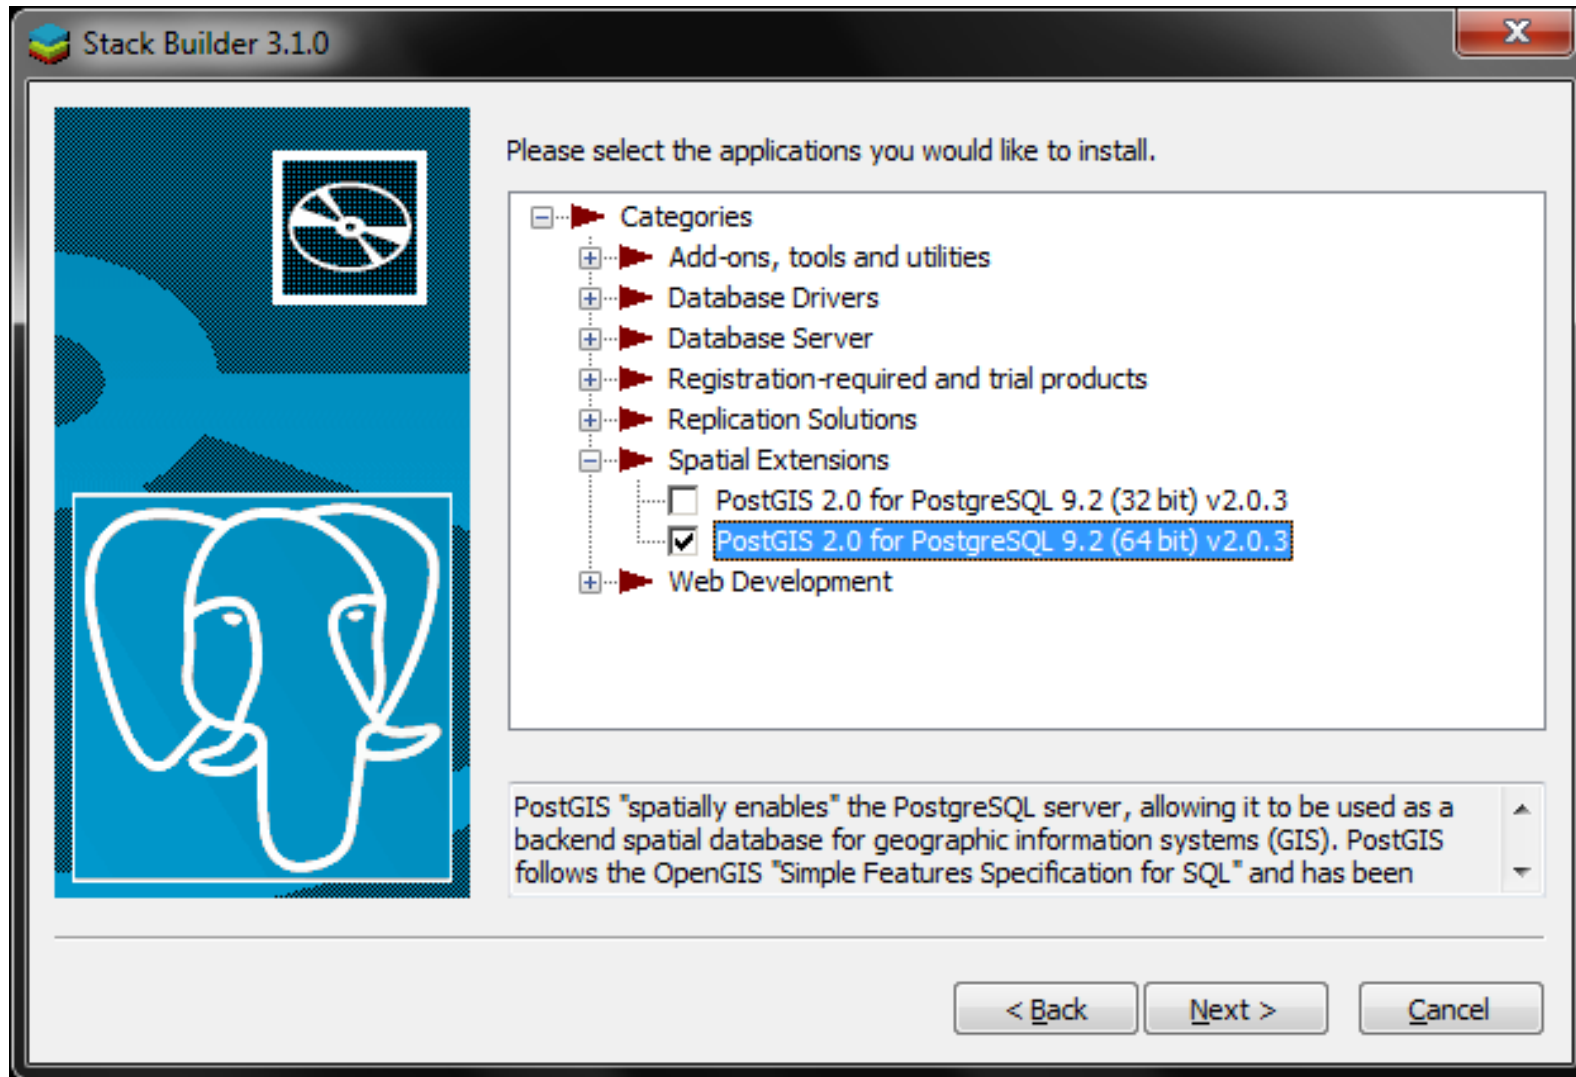 Stack Builder 3.1.0
Please select the applications you would like to install.
Categories
Add-ons, tools and utilities
Database Drivers
Database Server
Registration-required and trial products
Replication Solutions
Spatial Extensions
PostGIS 2.0 for PostgreSQL 9.2 (32 bit) v2.0.3
PostGIS 2.0 for PostgreSQL 9.2 (64 bit) v2.0.3
Web Development
PostGIS "spatially enables" the PostgreSQL server, allowing it to be used as a
backend spatial database for geographic information systems (GIS). PostGIS
follows the OpenGIS "Simple Features Specification for SQL" and has been
< Back Next > Cancel